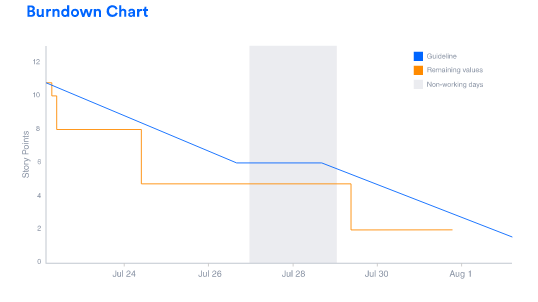 Burndown Chart
Guideline
Remaining values
Non-working days
Story Points
12
10
8
6
4
2
0
Jul 24
Jul 26
Jul 28
Jul 30
Aug 1